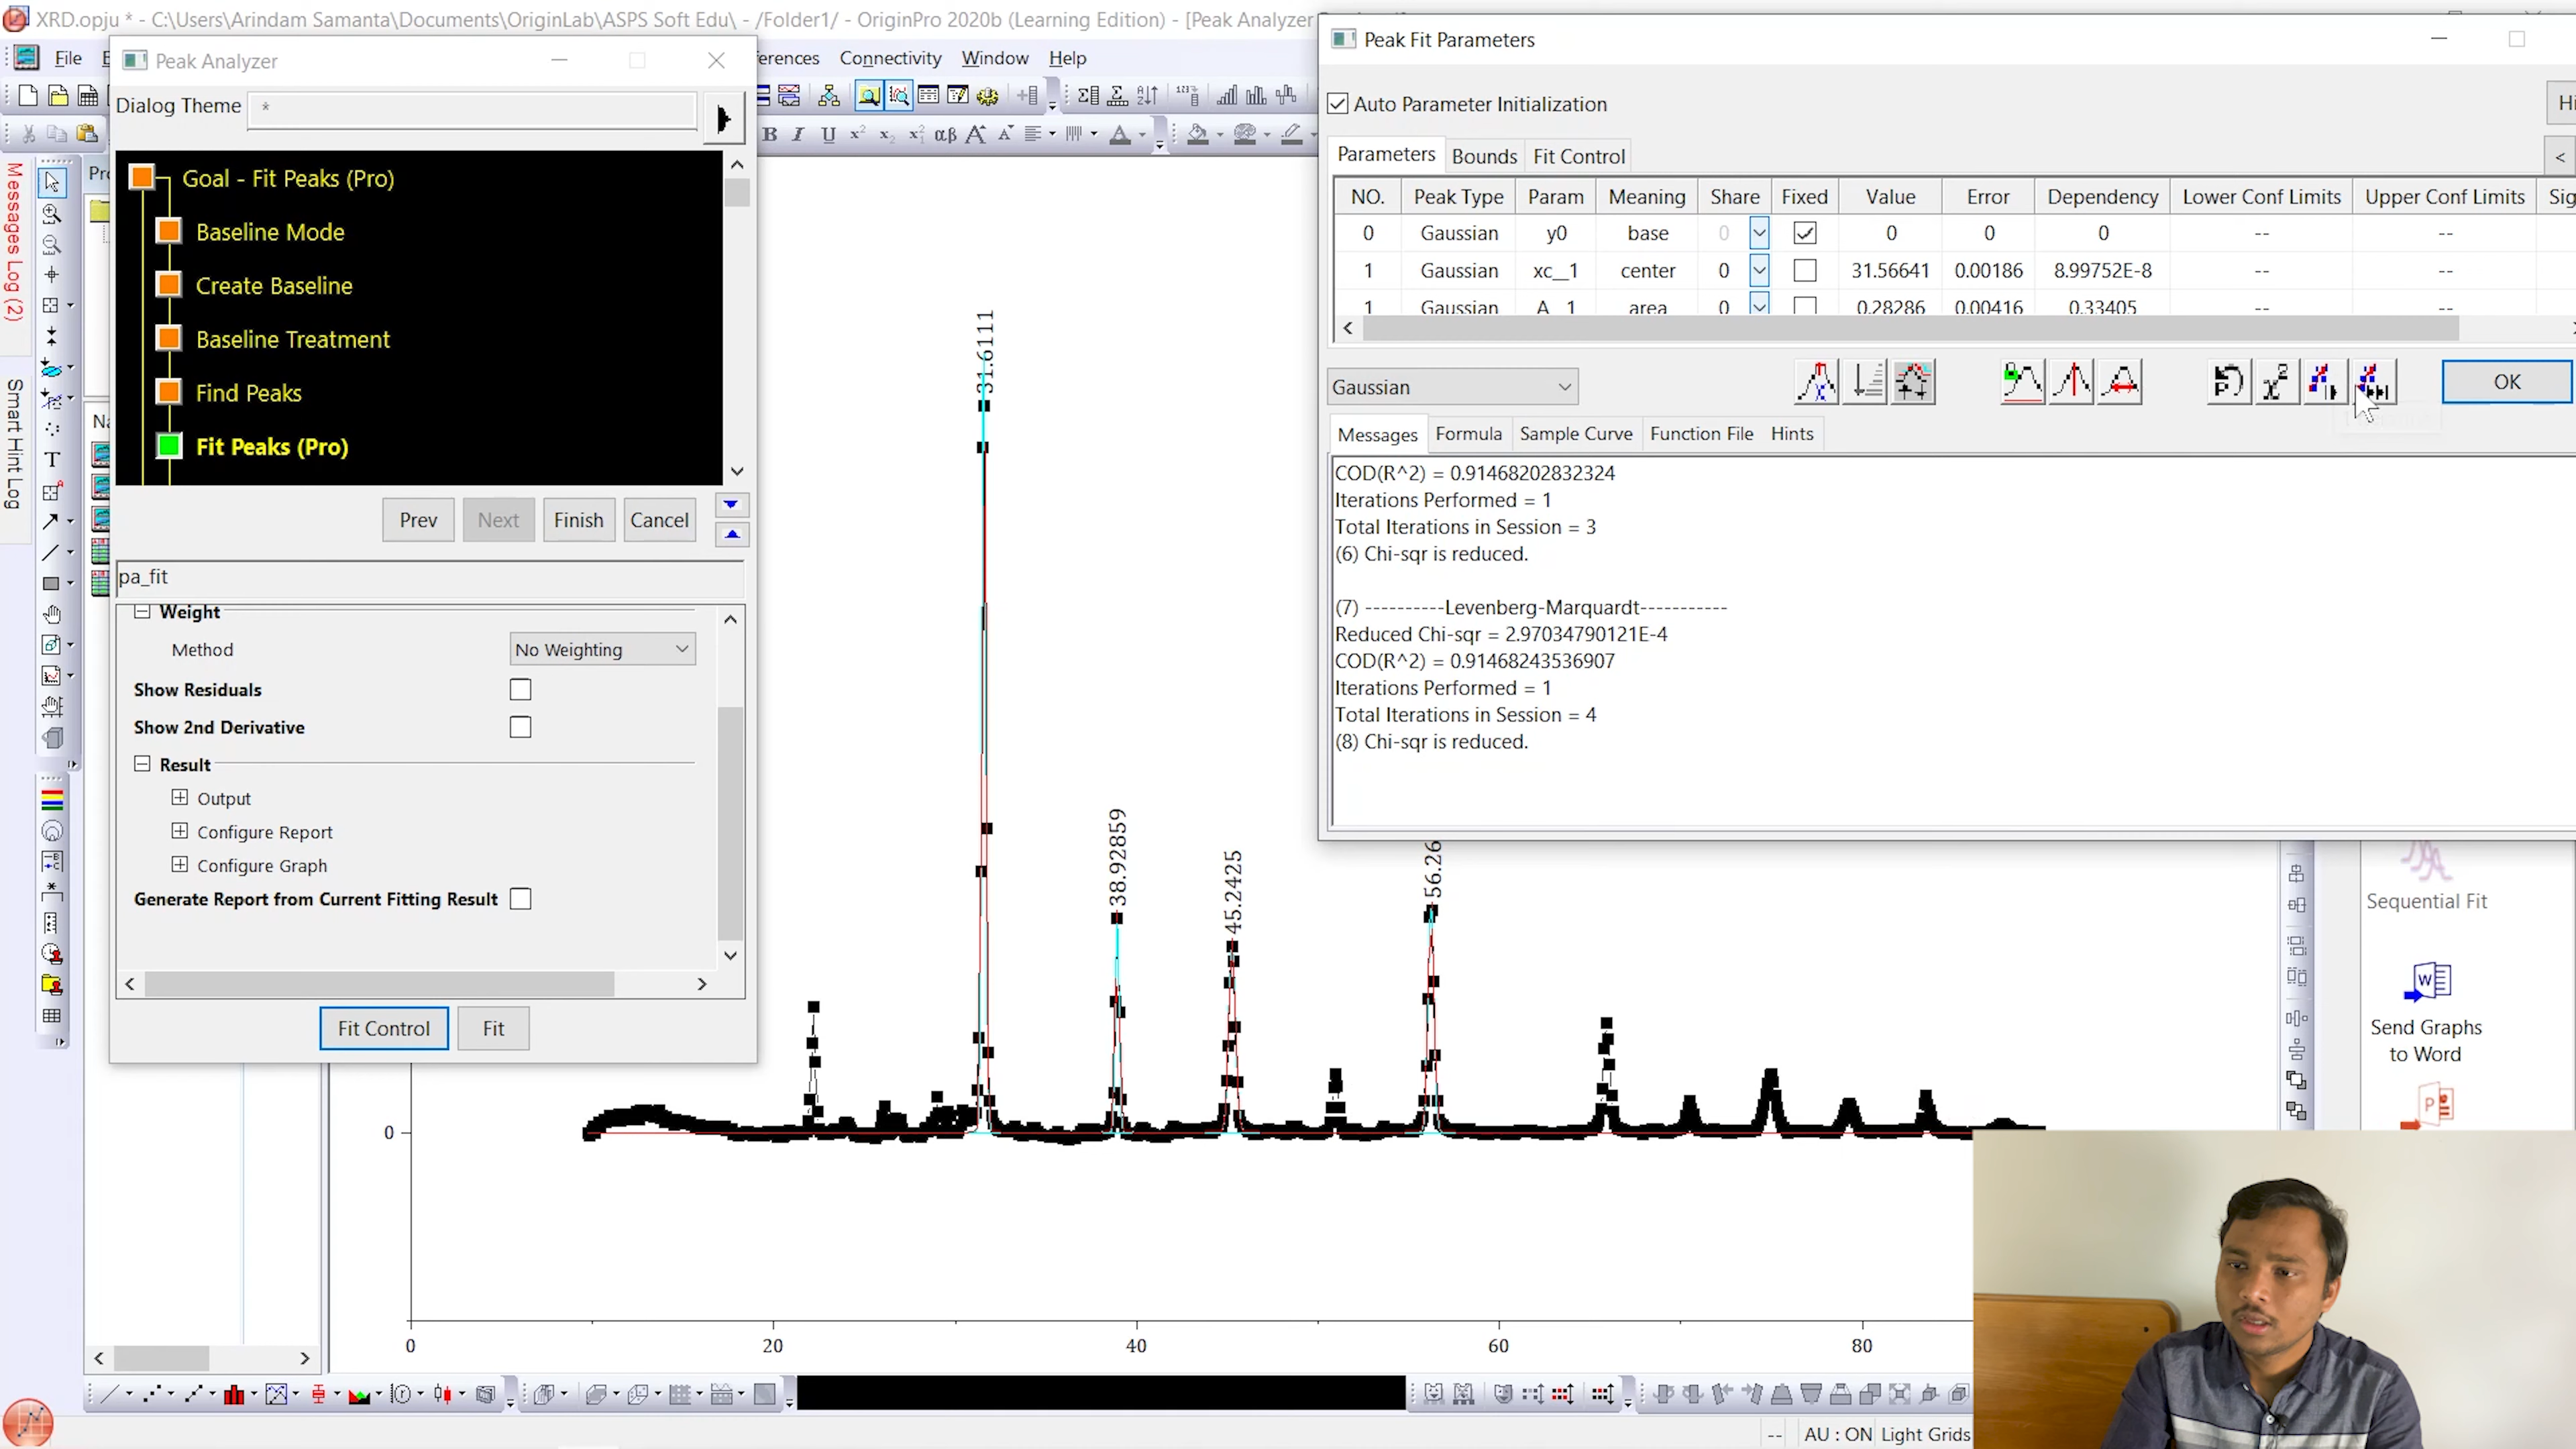 XRD.opju * - C:\Users\Arindam Samanta\Documents\OriginLab\ASPS Soft Edu\ - /Folder1/ - OriginPro 2020b (Learning Edition) - [Peak Analyzer
File
Connectivity
Window
Help
Peak Analyzer
Dialog Theme
*
Goal - Fit Peaks (Pro)
Baseline Mode
Create Baseline
Baseline Treatment
Find Peaks
Fit Peaks (Pro)
Prev
Next
Finish
Cancel
pa_fit
Weight
Method
No Weighting
Show Residuals
Show 2nd Derivative
Result
Output
Configure Report
Configure Graph
Generate Report from Current Fitting Result
Fit Control
Fit
Messages Log (2)
Smart Hint Log
Peak Fit Parameters
Auto Parameter Initialization
Parameters
Bounds
Fit Control
NO. Peak Type Param Meaning Share Fixed Value Error Dependency Lower Conf Limits Upper Conf Limits Sig
0 Gaussian y0 base 0 0 0 0 -- --
1 Gaussian xc__1 center 0 31.56641 0.00186 8.99752E-8 -- --
1 Gaussian A__1 area 0 0.28286 0.00416 0.33405 -- --
Gaussian
OK
Messages
Formula
Sample Curve
Function File
Hints
COD(R^2) = 0.91468202832324
Iterations Performed = 1
Total Iterations in Session = 3
(6) Chi-sqr is reduced.
(7) ----------Levenberg-Marquardt-----------
Reduced Chi-sqr = 2.97034790121E-4
COD(R^2) = 0.91468243536907
Iterations Performed = 1
Total Iterations in Session = 4
(8) Chi-sqr is reduced.
31.6111
38.92859
45.2425
56.26
0
0
20
40
60
80
Sequential Fit
Send Graphs
to Word
-- AU : ON Light Grids